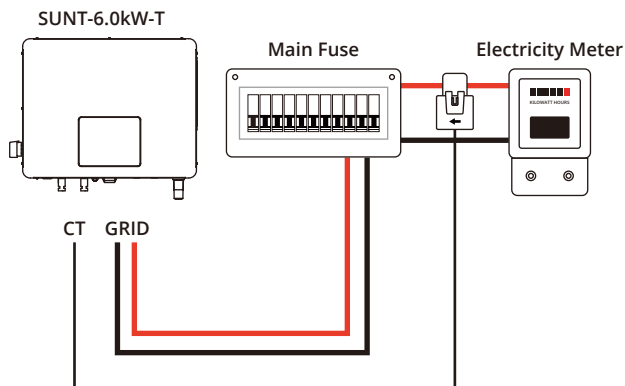 SUNT-6.0kW-T
Main Fuse
Electricity Meter
KILOWATT HOURS
CT GRID